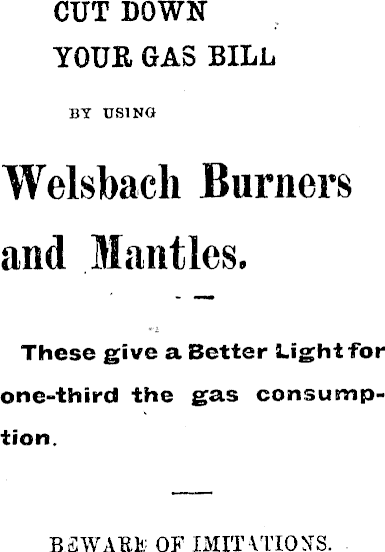 CUT DOWN
YOUR GAS BILL
BY USING
Welsbach Burners
and Mantles.
These give a Better Light for
one-third the gas consump-
tion.
BEWARE OF IMITATIONS.